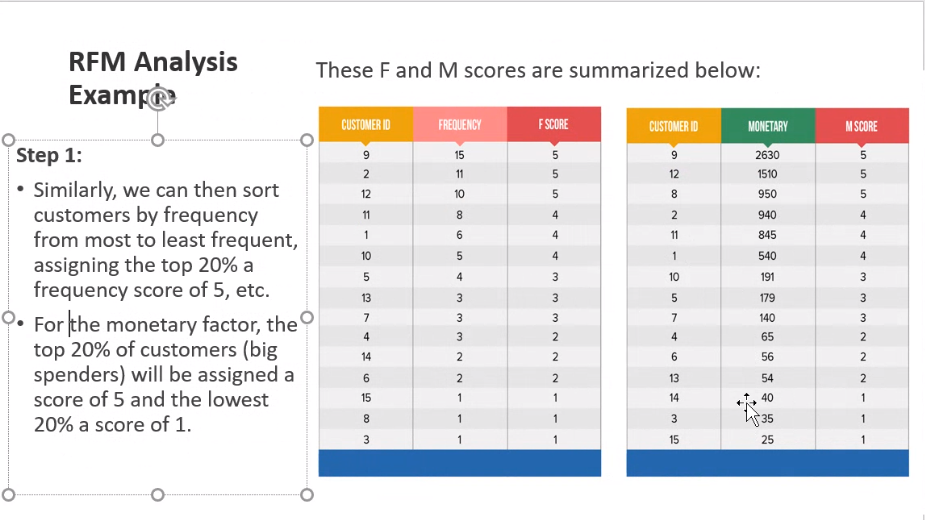 RFM Analysis
Example
These F and M scores are summarized below:
Step 1:
• Similarly, we can then sort
customers by frequency
from most to least frequent,
assigning the top 20% a
frequency score of 5, etc.
• For the monetary factor, the
top 20% of customers (big
spenders) will be assigned a
score of 5 and the lowest
20% a score of 1.
CUSTOMER ID FREQUENCY F SCORE
9 15 5
2 11 5
12 10 5
11 8 4
1 6 4
10 5 4
5 4 3
13 3 3
7 3 3
4 3 2
14 2 2
6 2 2
15 1 1
8 1 1
3 1 1
CUSTOMER ID MONETARY M SCORE
9 2630 5
12 1510 5
8 950 5
2 940 4
11 845 4
1 540 4
10 191 3
5 179 3
7 140 3
4 65 2
6 56 2
13 54 2
14 40 1
3 35 1
15 25 1